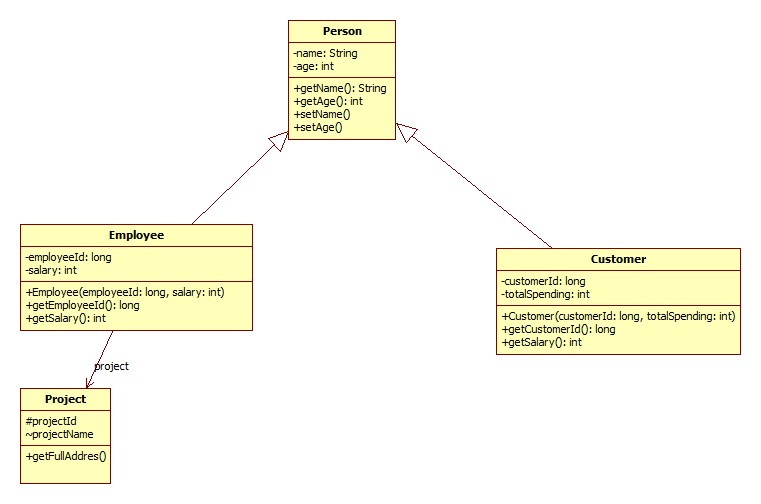 Person
-name: String
-age: int
+getName(): String
+getAge(): int
+setName()
+setAge()
Employee
-employeeId: long
-salary: int
+Employee(employeeId: long, salary: int)
+getEmployeeId(): long
+getSalary(): int
Customer
-customerId: long
-totalSpending: int
+Customer(customerId: long, totalSpending: int)
+getCustomerId(): long
+getSalary(): int
project
Project
#projectId
~projectName
+getFullAddres()